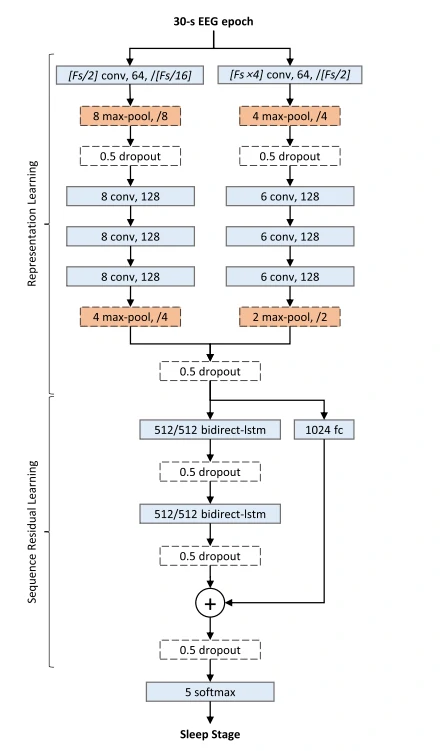 30-s EEG epoch
[Fs/2] conv, 64, /[Fs/16]
[Fs×4] conv, 64, /[Fs/2]
8 max-pool, /8
4 max-pool, /4
0.5 dropout
0.5 dropout
8 conv, 128
6 conv, 128
8 conv, 128
6 conv, 128
8 conv, 128
6 conv, 128
4 max-pool, /4
2 max-pool, /2
Representation Learning
0.5 dropout
512/512 bidirect-lstm
1024 fc
0.5 dropout
512/512 bidirect-lstm
0.5 dropout
+
Sequence Residual Learning
0.5 dropout
5 softmax
Sleep Stage